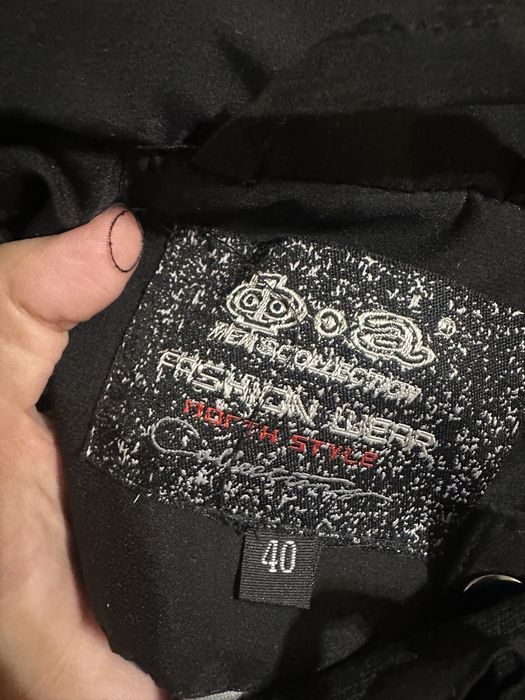 MEN'S COLLECTION
FASHION WEAR
NORTH STYLE
40